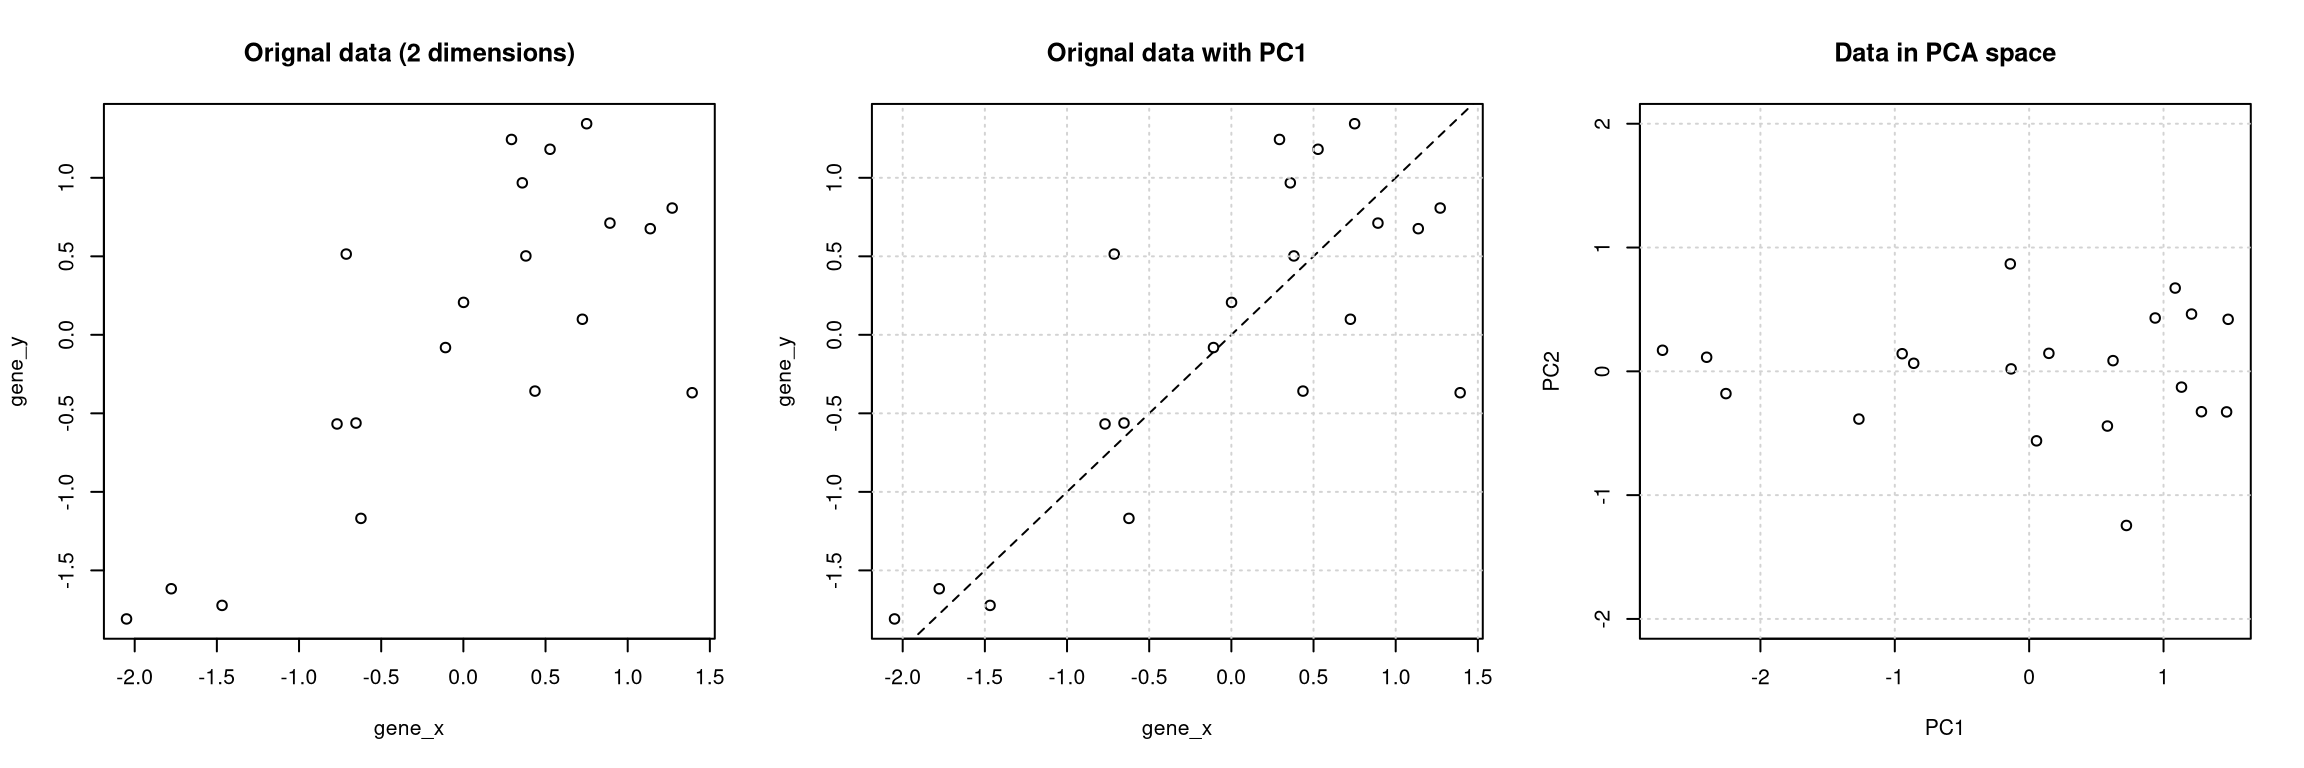 Orignal data (2 dimensions)
1.0
0.5
0.0
-0.5
-1.0
-1.5
gene_y
-2.0 -1.5 -1.0 -0.5 0.0 0.5 1.0 1.5
gene_x
Orignal data with PC1
1.0
0.5
0.0
-0.5
-1.0
-1.5
gene_y
-2.0 -1.5 -1.0 -0.5 0.0 0.5 1.0 1.5
gene_x
Data in PCA space
2
1
0
-1
-2
PC2
-2 -1 0 1
PC1